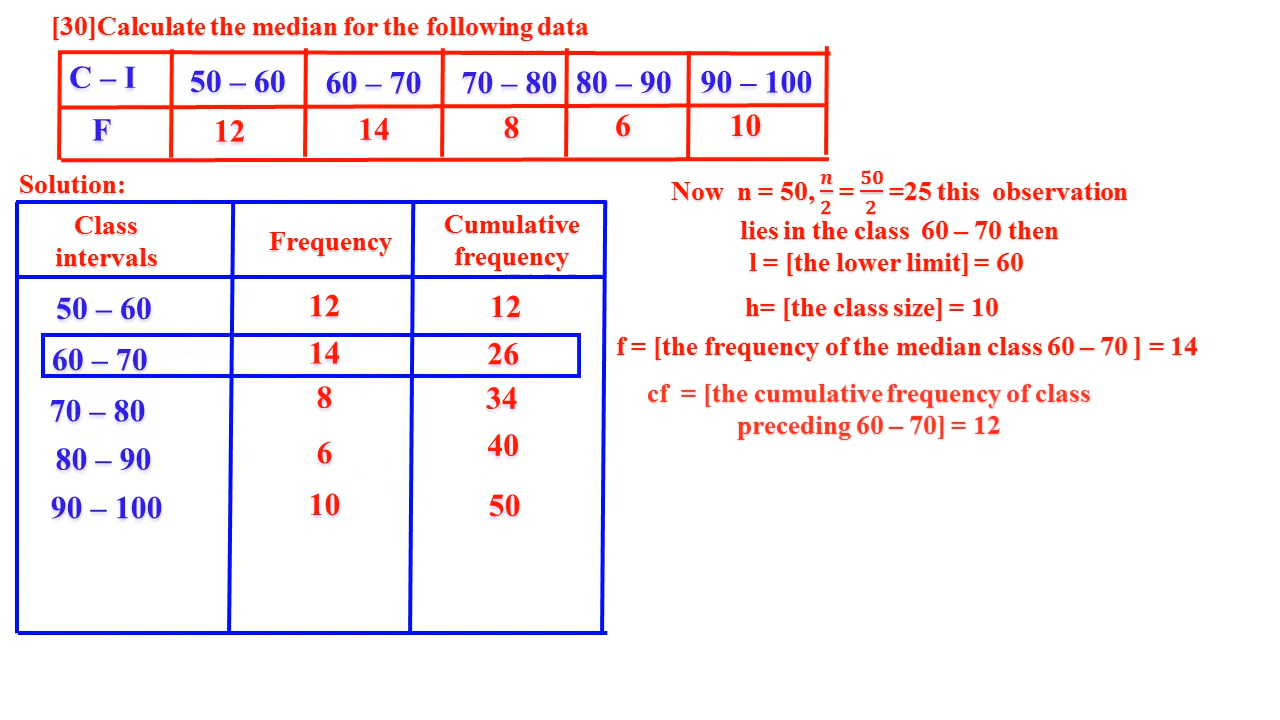 [30]Calculate the median for the following data
C – I 50 – 60 60 – 70 70 – 80 80 – 90 90 – 100
F 12 14 8 6 10
Solution:
Class intervals Frequency Cumulative frequency
50 – 60 12 12
60 – 70 14 26
70 – 80 8 34
80 – 90 6 40
90 – 100 10 50
Now n = 50, n/2 = 50/2 =25 this observation
lies in the class 60 – 70 then
l = [the lower limit] = 60
h= [the class size] = 10
f = [the frequency of the median class 60 – 70 ] = 14
cf = [the cumulative frequency of class
preceding 60 – 70] = 12